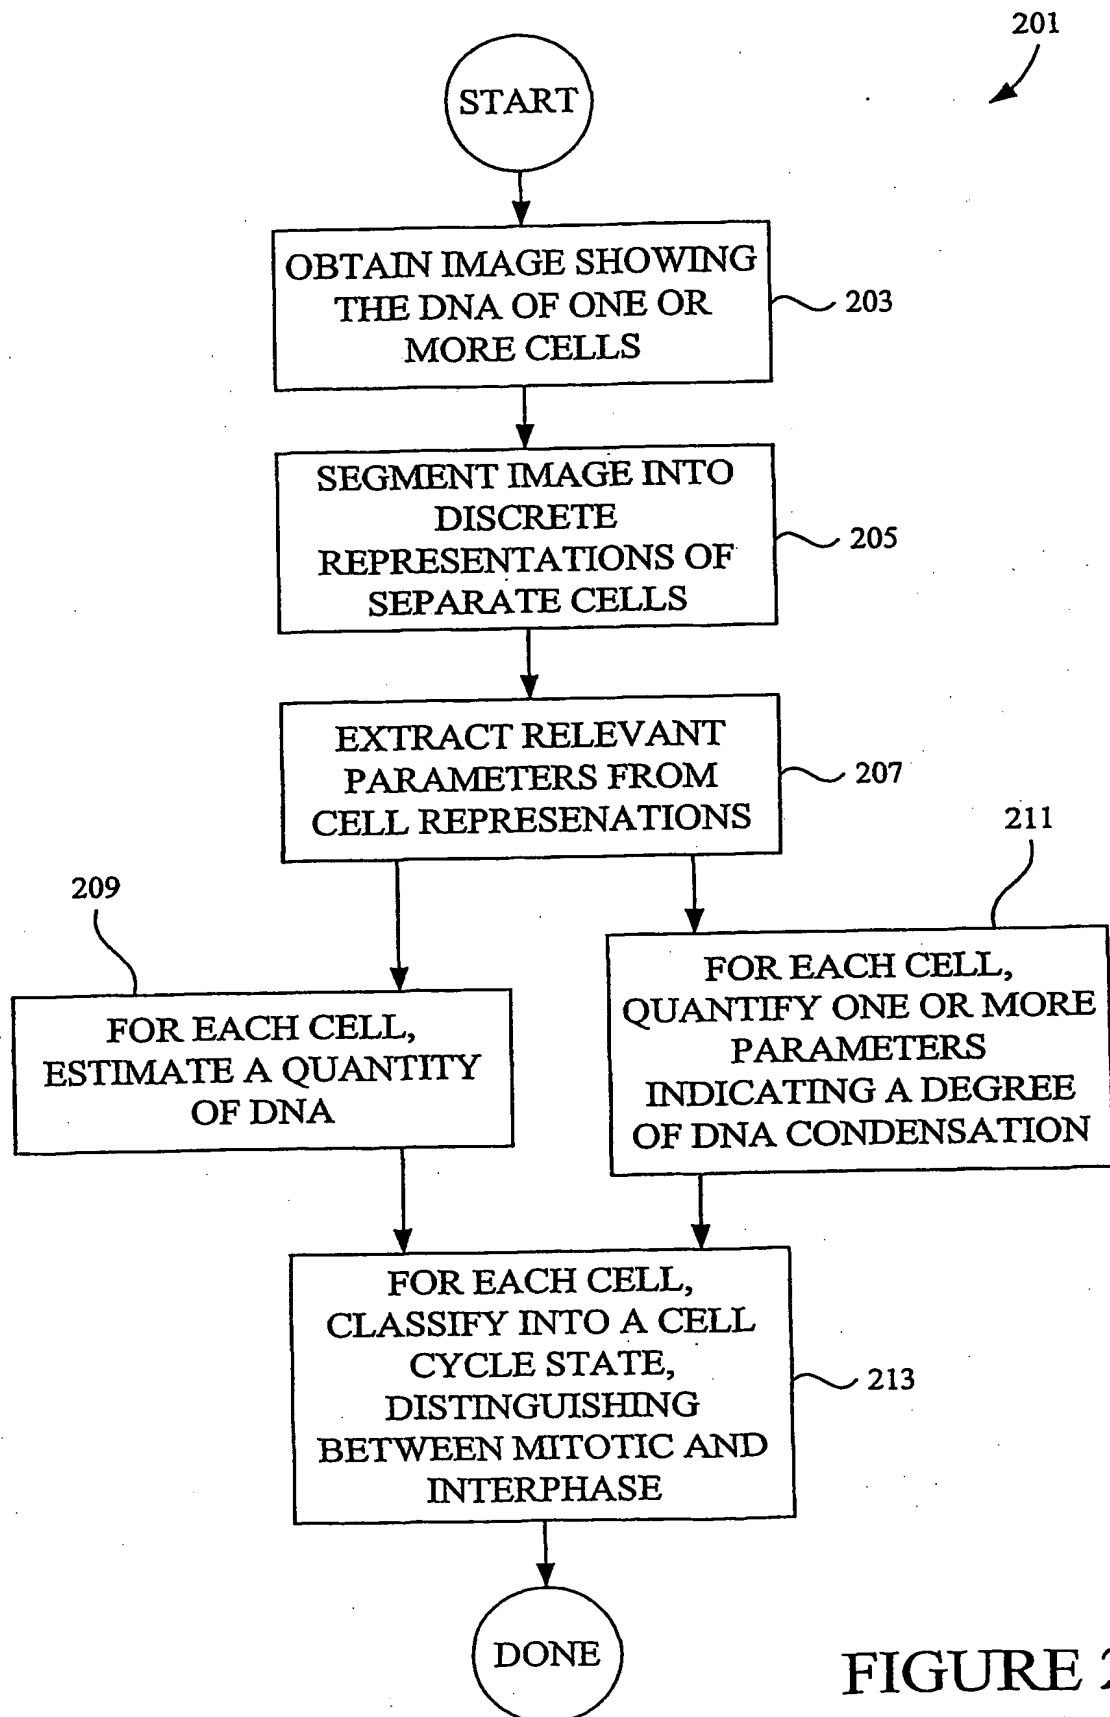 201
START
OBTAIN IMAGE SHOWING
THE DNA OF ONE OR
MORE CELLS
203
SEGMENT IMAGE INTO
DISCRETE
REPRESENTATIONS OF
SEPARATE CELLS
205
EXTRACT RELEVANT
PARAMETERS FROM
CELL REPRESENATIONS
207
209
211
FOR EACH CELL,
ESTIMATE A QUANTITY
OF DNA
FOR EACH CELL,
QUANTIFY ONE OR MORE
PARAMETERS
INDICATING A DEGREE
OF DNA CONDENSATION
FOR EACH CELL,
CLASSIFY INTO A CELL
CYCLE STATE,
DISTINGUISHING
BETWEEN MITOTIC AND
INTERPHASE
213
DONE
FIGURE 2